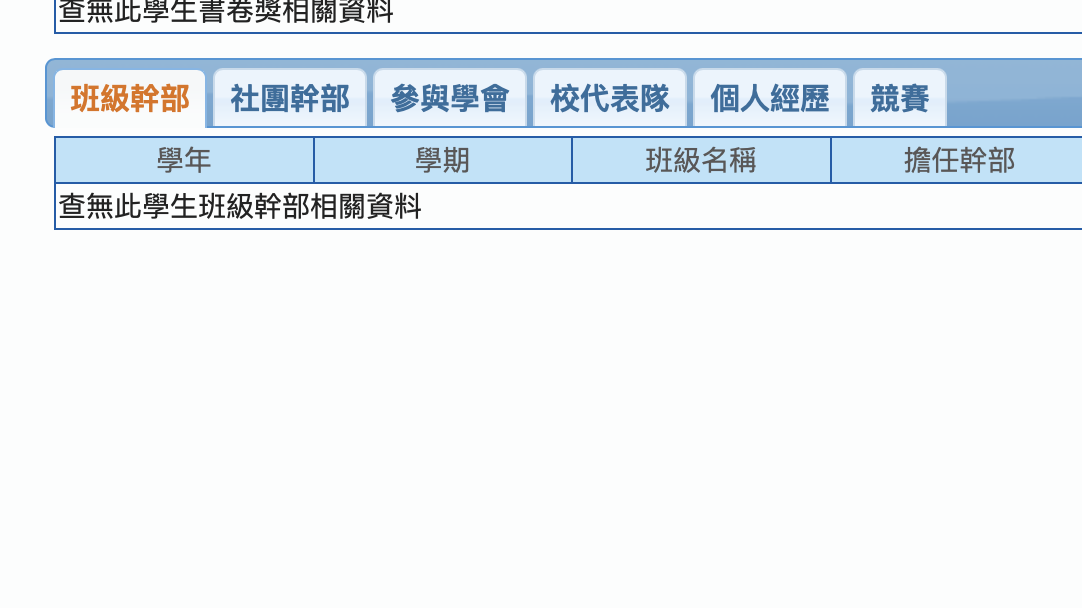 查無此學生書卷獎相關資料
班級幹部 社團幹部 參與學會 校代表隊 個人經歷 競賽
學年 學期 班級名稱 擔任幹部
查無此學生班級幹部相關資料